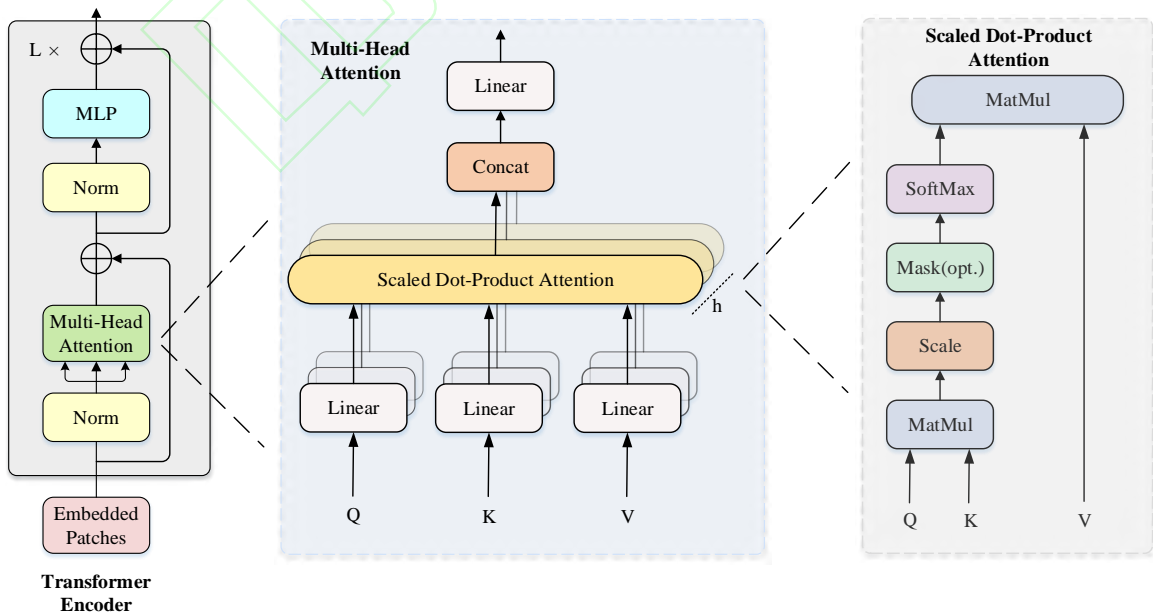 L ×
MLP
Norm
Multi-Head
Attention
Norm
Embedded
Patches
Transformer
Encoder
Multi-Head
Attention
Linear
Concat
Scaled Dot-Product Attention
h
Linear
Linear
Linear
Q
K
V
Scaled Dot-Product
Attention
MatMul
SoftMax
Mask(opt.)
Scale
MatMul
Q
K
V